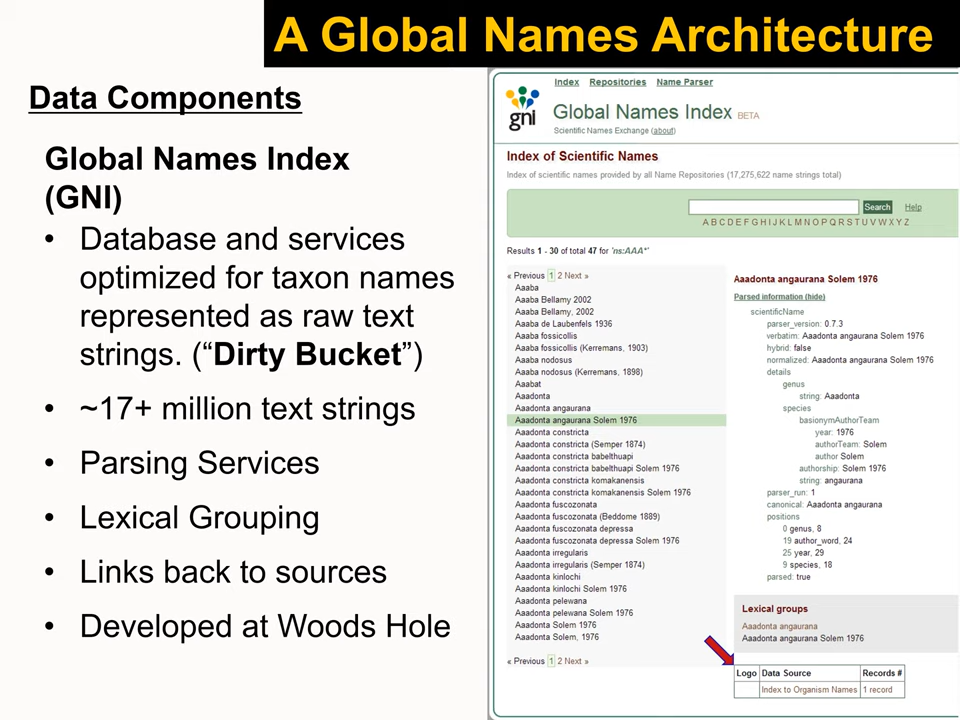 A Global Names Architecture
Data Components
Global Names Index
(GNI)
• Database and services
optimized for taxon names
represented as raw text
strings. (“Dirty Bucket”)
• ~17+ million text strings
• Parsing Services
• Lexical Grouping
• Links back to sources
• Developed at Woods Hole
Index Repositories Name Parser
gni
Global Names Index BETA
Scientific Names Exchange (about)
Index of Scientific Names
Index of scientific names provided by all Name Repositories (17,275,622 name strings total)
Search Help
A B C D E F G H I J K L M N O P Q R S T U V W X Y Z
Results 1 - 30 of total 47 for 'ns:AAA*'
« Previous 1 2 Next »
Aaaba
Aaaba Bellamy 2002
Aaaba Bellamy, 2002
Aaaba de Laubenfels 1936
Aaaba fossicollis
Aaaba fossicollis (Kerremans, 1903)
Aaaba nodosus
Aaaba nodosus (Kerremans, 1898)
Aaabat
Aaadonta
Aaadonta angaurana
Aaadonta angaurana Solem 1976
Aaadonta constricta
Aaadonta constricta (Semper 1874)
Aaadonta constricta babelthuapi
Aaadonta constricta babelthuapi Solem 1976
Aaadonta constricta komakanensis
Aaadonta constricta komakanensis Solem 1976
Aaadonta fuscozonata
Aaadonta fuscozonata (Beddome 1889)
Aaadonta fuscozonata depressa
Aaadonta fuscozonata depressa Solem 1976
Aaadonta irregularis
Aaadonta irregularis (Semper 1874)
Aaadonta kinlochi
Aaadonta kinlochi Solem 1976
Aaadonta pelewana
Aaadonta pelewana Solem 1976
Aaadonta Solem 1976
Aaadonta Solem, 1976
« Previous 1 2 Next »
Aaadonta angaurana Solem 1976
Parsed information (hide)
scientificName
parser_version: 0.7.3
verbatim: Aaadonta angaurana Solem 1976
hybrid: false
normalized: Aaadonta angaurana Solem 1976
details
genus
string: Aaadonta
species
basionymAuthorTeam
year: 1976
authorTeam: Solem
author Solem
authorship: Solem 1976
string: angaurana
parser_run: 1
canonical: Aaadonta angaurana
positions
0 genus, 8
19 author_word, 24
25 year, 29
9 species, 18
parsed: true
Lexical groups
Aaadonta angaurana
Aaadonta angaurana Solem 1976
Logo Data Source Records #
Index to Organism Names 1 record